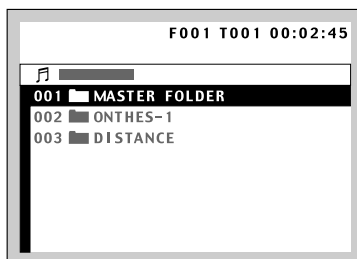 F001 T001 00:02:45
001 MASTER FOLDER
002 ONTHES-1
003 DISTANCE